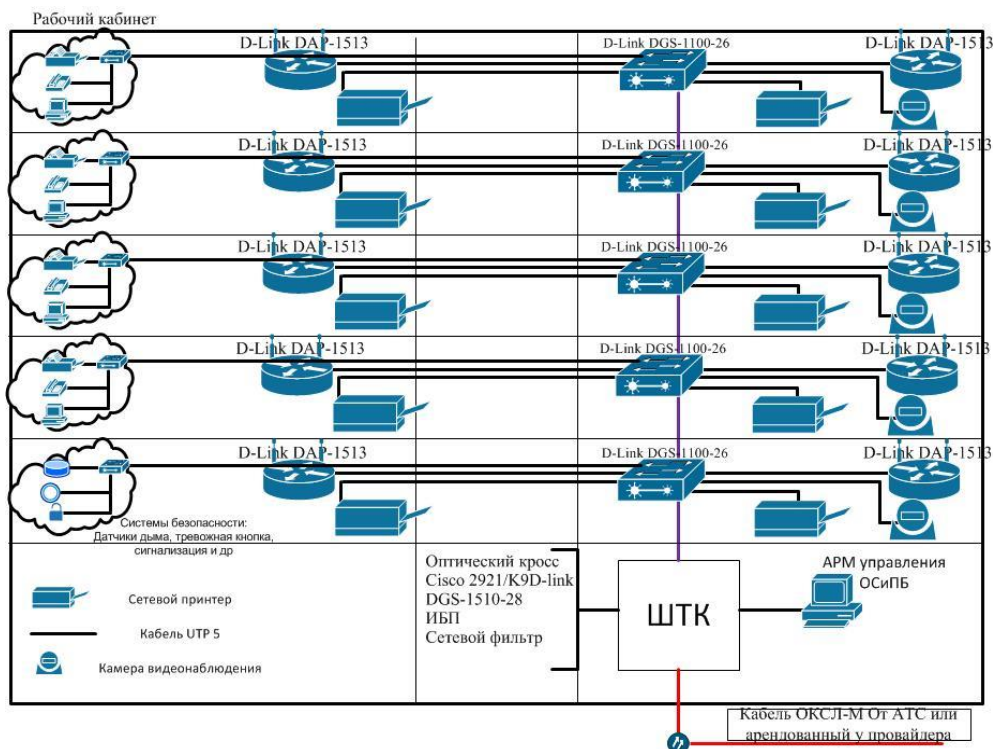 Рабочий кабинет
D-Link DAP-1513
D-Link DGS-1100-26
D-Link DAP-1513
D-Link DAP-1513
D-Link DGS-1100-26
D-Link DAP-1513
D-Link DAP-1513
D-Link DGS-1100-26
D-Link DAP-1513
D-Link DAP-1513
D-Link DGS-1100-26
D-Link DAP-1513
D-Link DAP-1513
D-Link DGS-1100-26
D-Link DAP-1513
Системы безопасности:
Датчики дыма, тревожная кнопка,
сигнализация и др
Сетевой принтер
Кабель UTP 5
Камера видеонаблюдения
Оптический кросс
Cisco 2921/K9D-link
DGS-1510-28
ИБП
Сетевой фильтр
ШТК
АРМ управления
ОСиПБ
Кабель ОКСЛ-М От АТС или
арендованный у провайдера